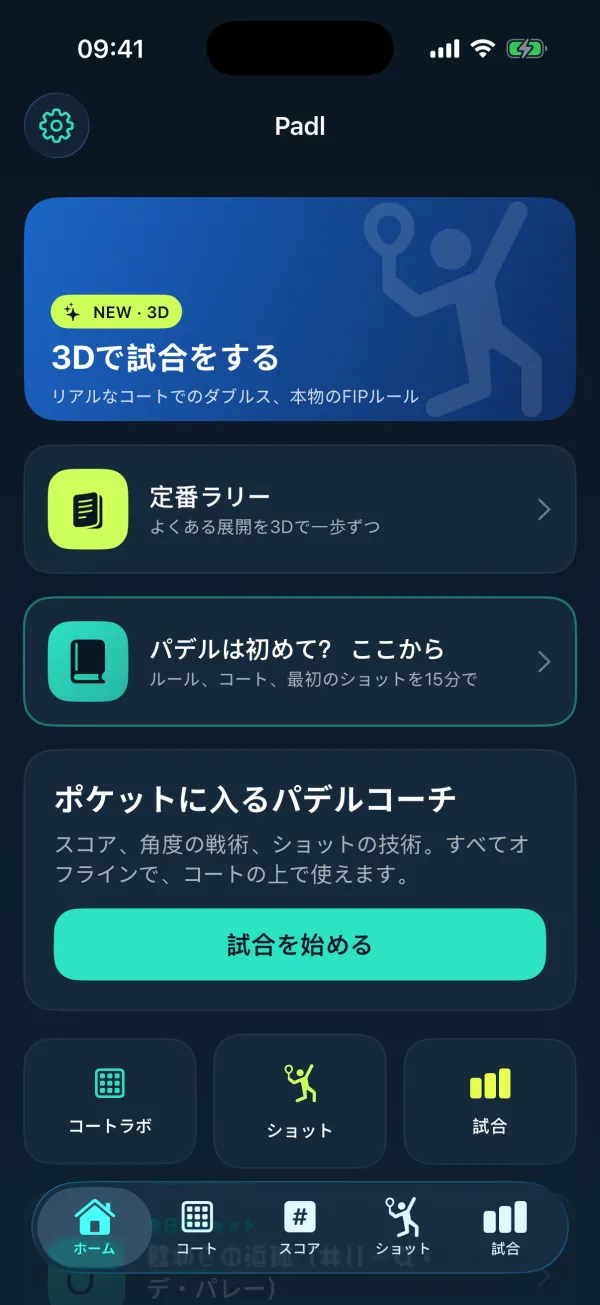 09:41
Padl
NEW · 3D
3Dで試合をする
リアルなコートでのダブルス、本物のFIPルール
定番ラリー
よくある展開を3Dで一歩ずつ
パデルは初めて? ここから
ルール、コート、最初のショットを15分で
ポケットに入るパデルコーチ
スコア、角度の戦術、ショットの技術。すべてオ
フラインで、コートの上で使えます。
試合を始める
コートラボ
ショット
試合
ホーム
コート
#
スコア
ショット
試合
デ・パレー)